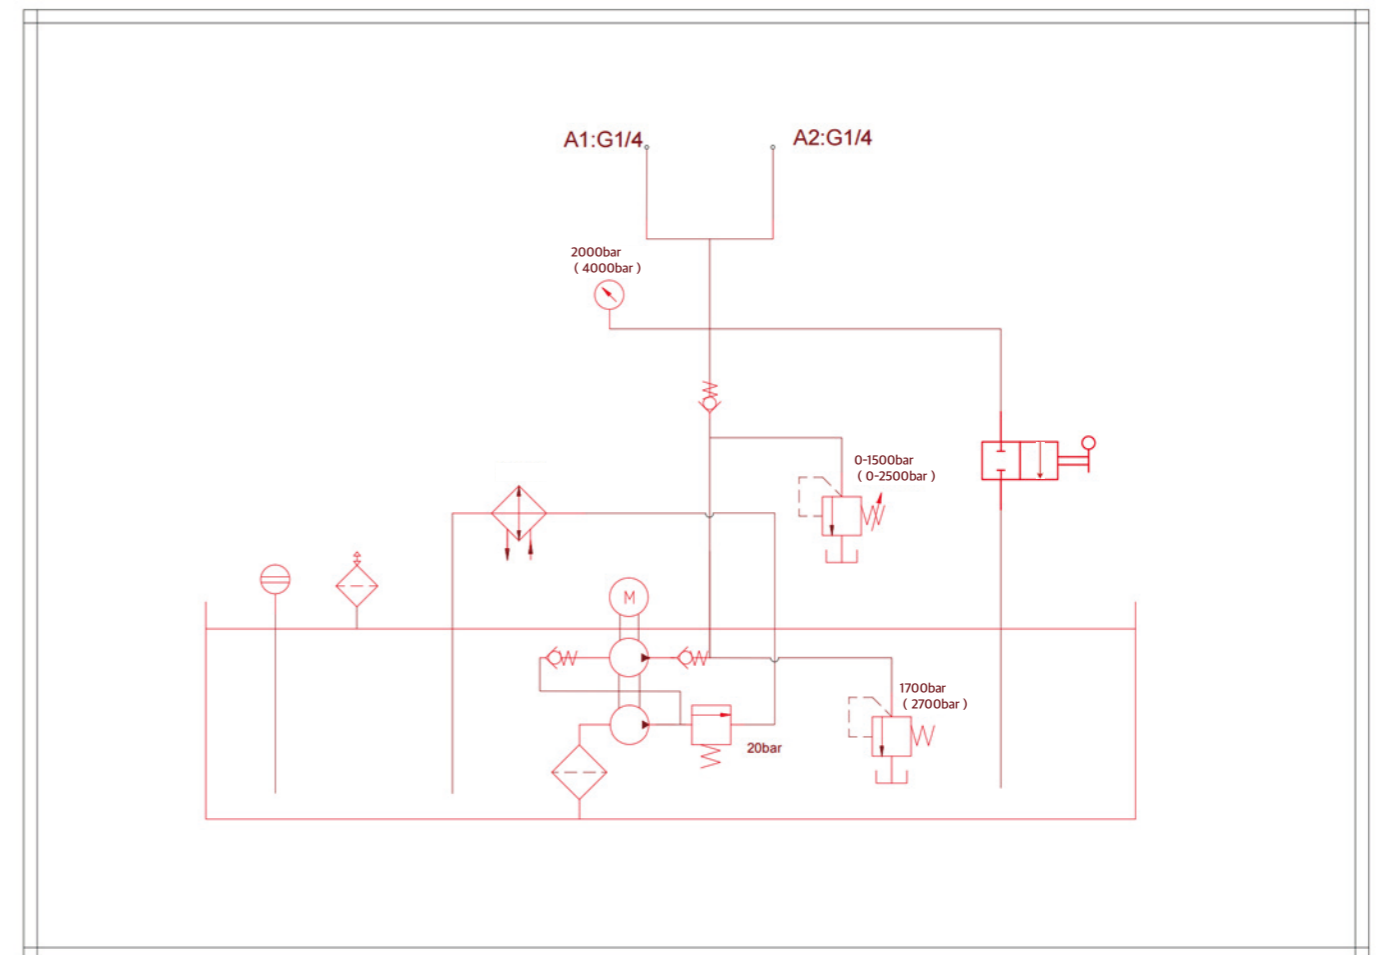 A1:G1/4
A2:G1/4
2000bar
( 4000bar )
0-1500bar
( 0-2500bar )
M
1700bar
( 2700bar )
20bar